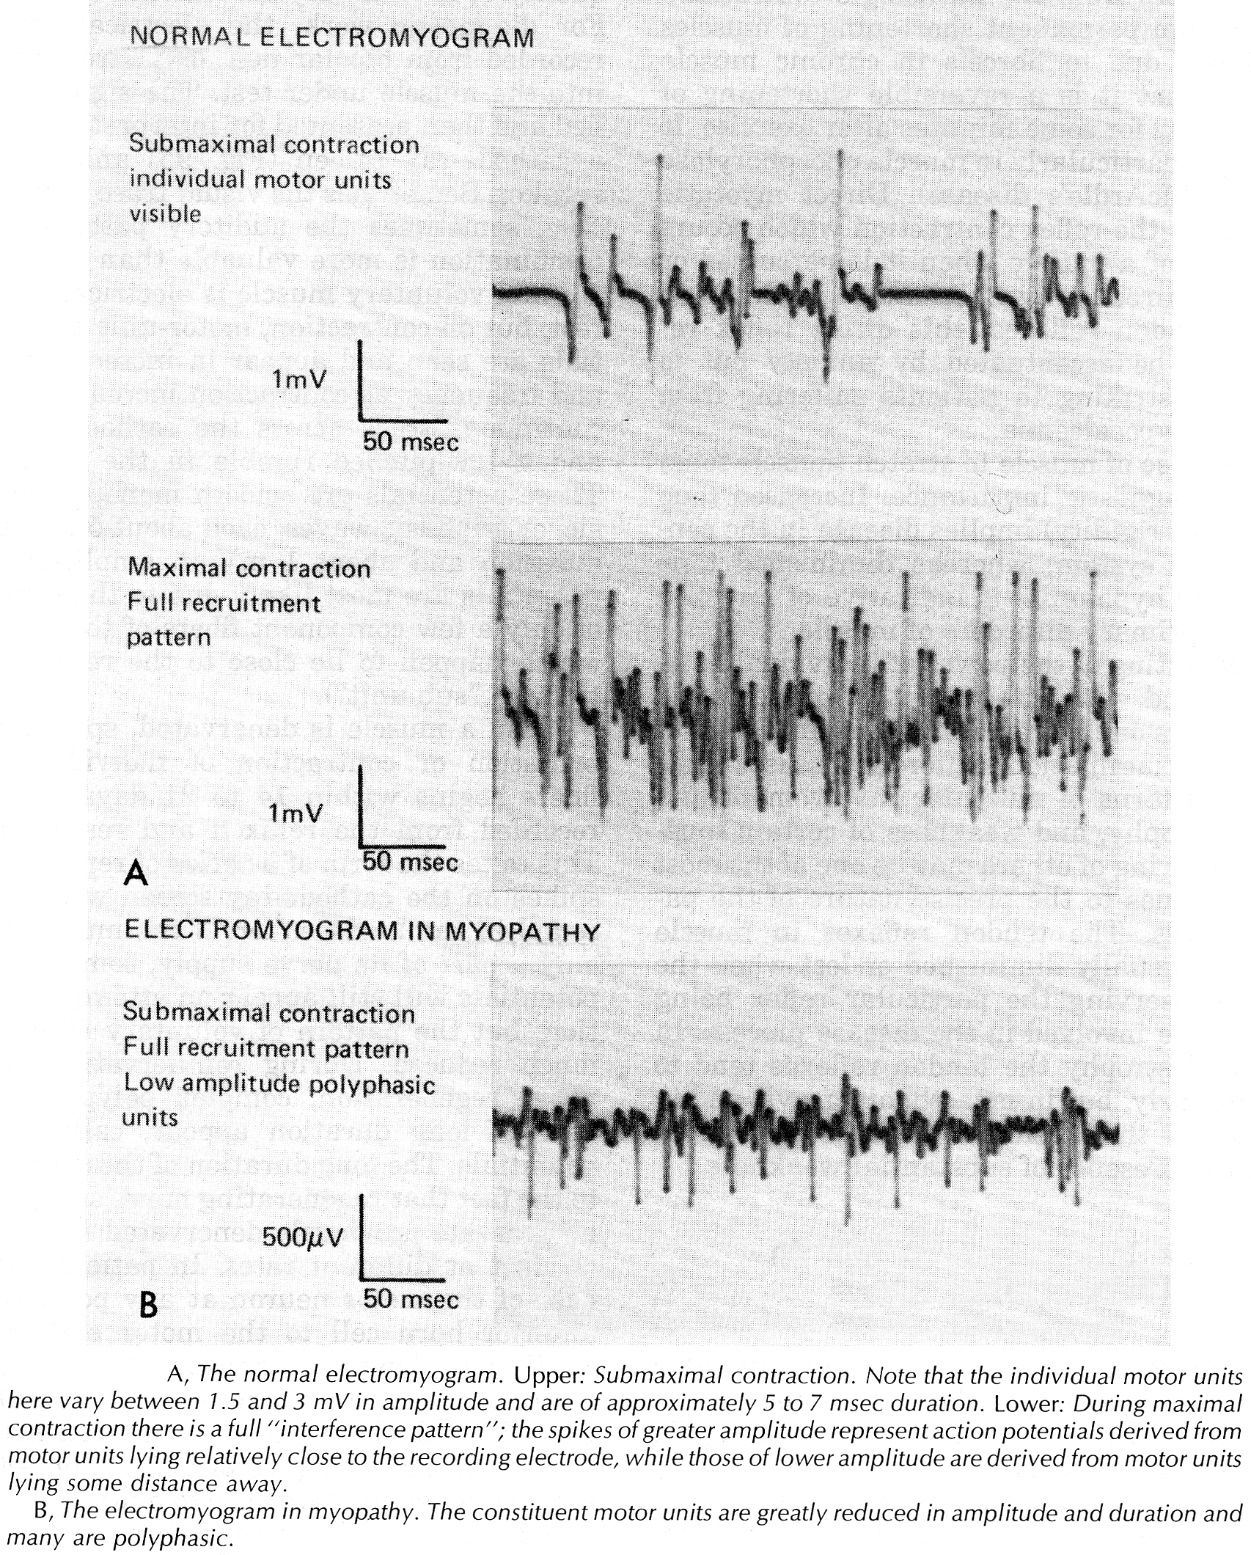 NORMAL ELECTROMYOGRAM
Submaximal contraction
individual motor units
visible
1mV
50 msec
Maximal contraction
Full recruitment
pattern
1mV
50 msec
A
ELECTROMYOGRAM IN MYOPATHY
Submaximal contraction
Full recruitment pattern
Low amplitude polyphasic
units
500μV
50 msec
B
A, The normal electromyogram. Upper: Submaximal contraction. Note that the individual motor units
here vary between 1.5 and 3 mV in amplitude and are of approximately 5 to 7 msec duration. Lower: During maximal
contraction there is a full "interference pattern"; the spikes of greater amplitude represent action potentials derived from
motor units lying relatively close to the recording electrode, while those of lower amplitude are derived from motor units
lying some distance away.
B, The electromyogram in myopathy. The constituent motor units are greatly reduced in amplitude and duration and
many are polyphasic.